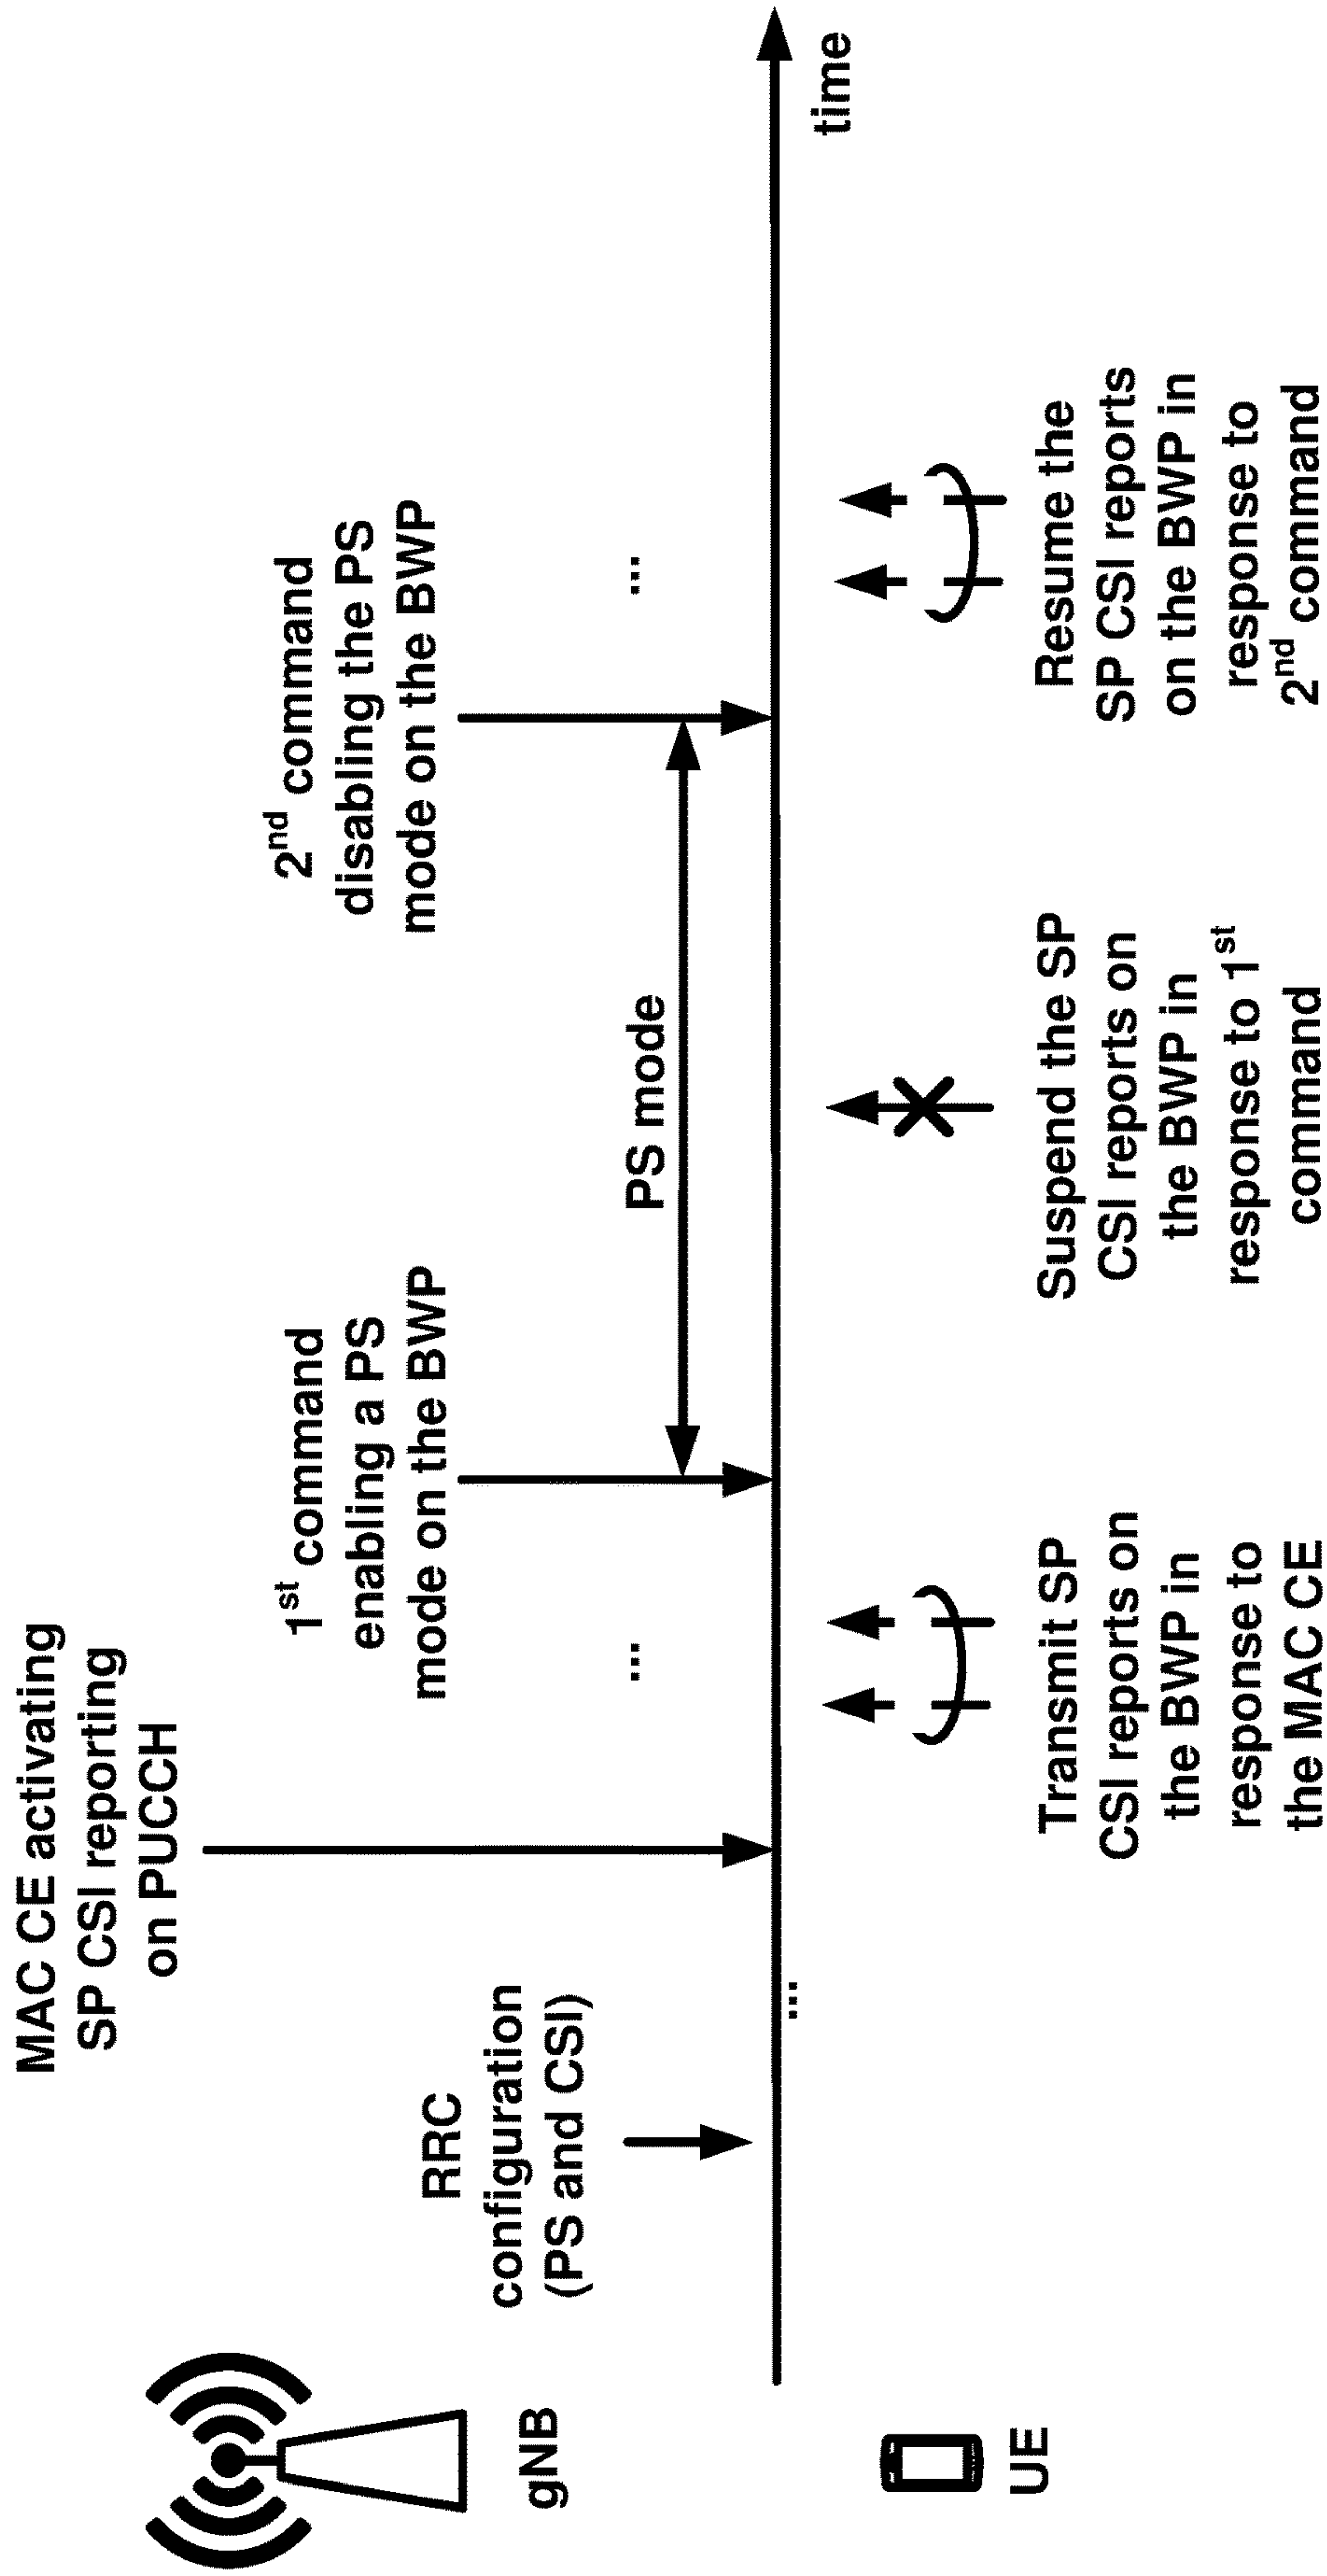 MAC CE activating
SP CSI reporting
on PUCCH
RRC
configuration
(PS and CSI)
1st command
enabling a PS
mode on the BWP
2nd command
disabling the PS
mode on the BWP
...
...
PS mode
...
time
gNB
UE
Transmit SP
CSI reports on
the BWP in
response to
the MAC CE
Suspend the SP
CSI reports on
the BWP in
response to 1st
command
Resume the
SP CSI reports
on the BWP in
response to
2nd command